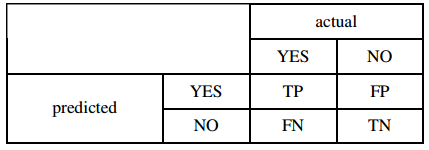 actual
YES NO
predicted
YES TP FP
NO FN TN